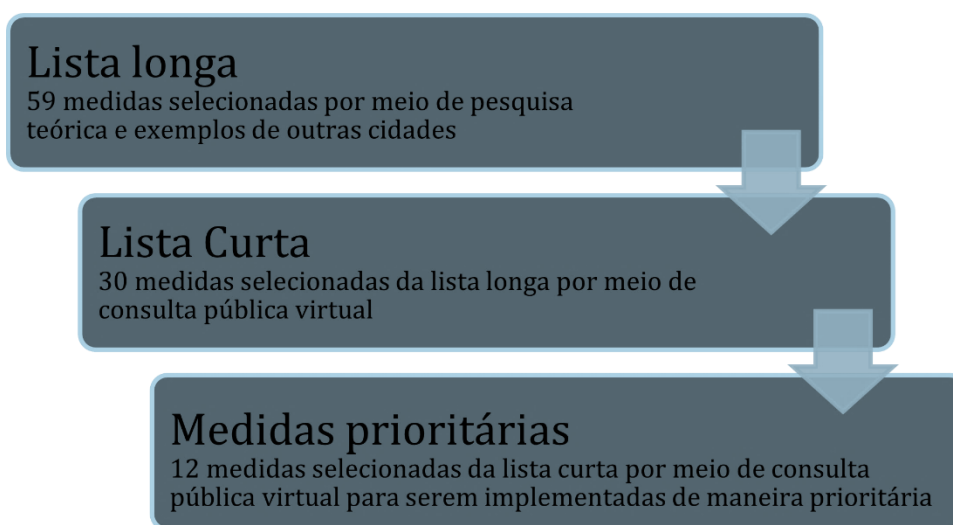 Lista longa
59 medidas selecionadas por meio de pesquisa
teórica e exemplos de outras cidades
Lista Curta
30 medidas selecionadas da lista longa por meio de
consulta pública virtual
Medidas prioritárias
12 medidas selecionadas da lista curta por meio de consulta
pública virtual para serem implementadas de maneira prioritária